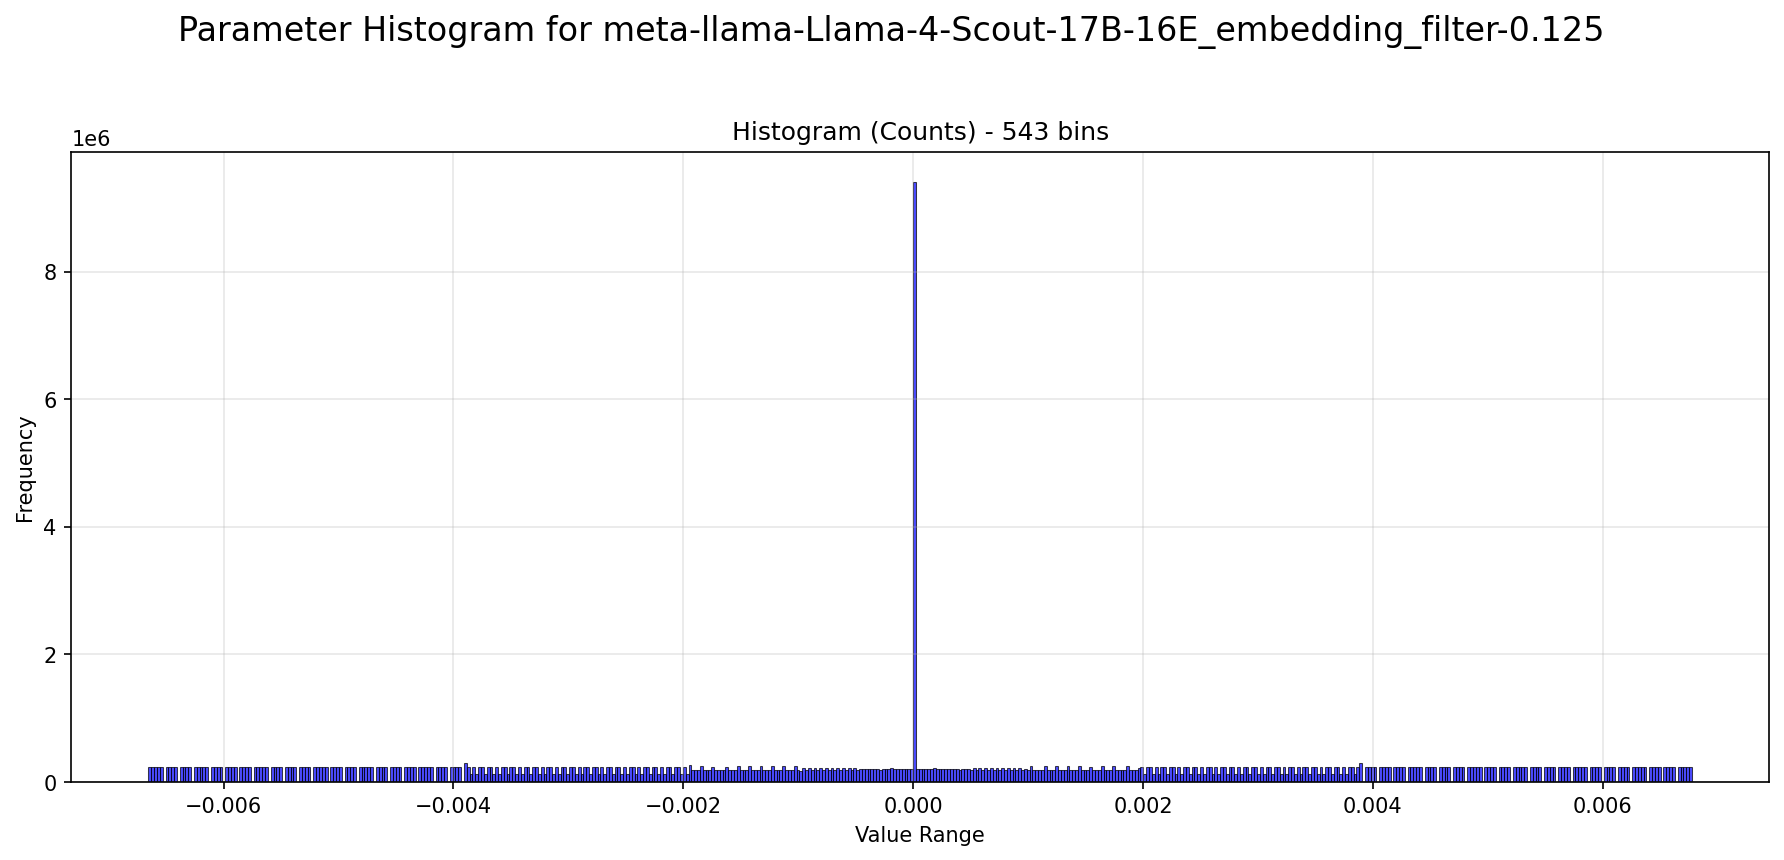 Parameter Histogram for meta-llama-Llama-4-Scout-17B-16E_embedding_filter-0.125
Histogram (Counts) - 543 bins
1e6
8
6
4
2
0
Frequency
−0.006 −0.004 −0.002 0.000 0.002 0.004 0.006
Value Range